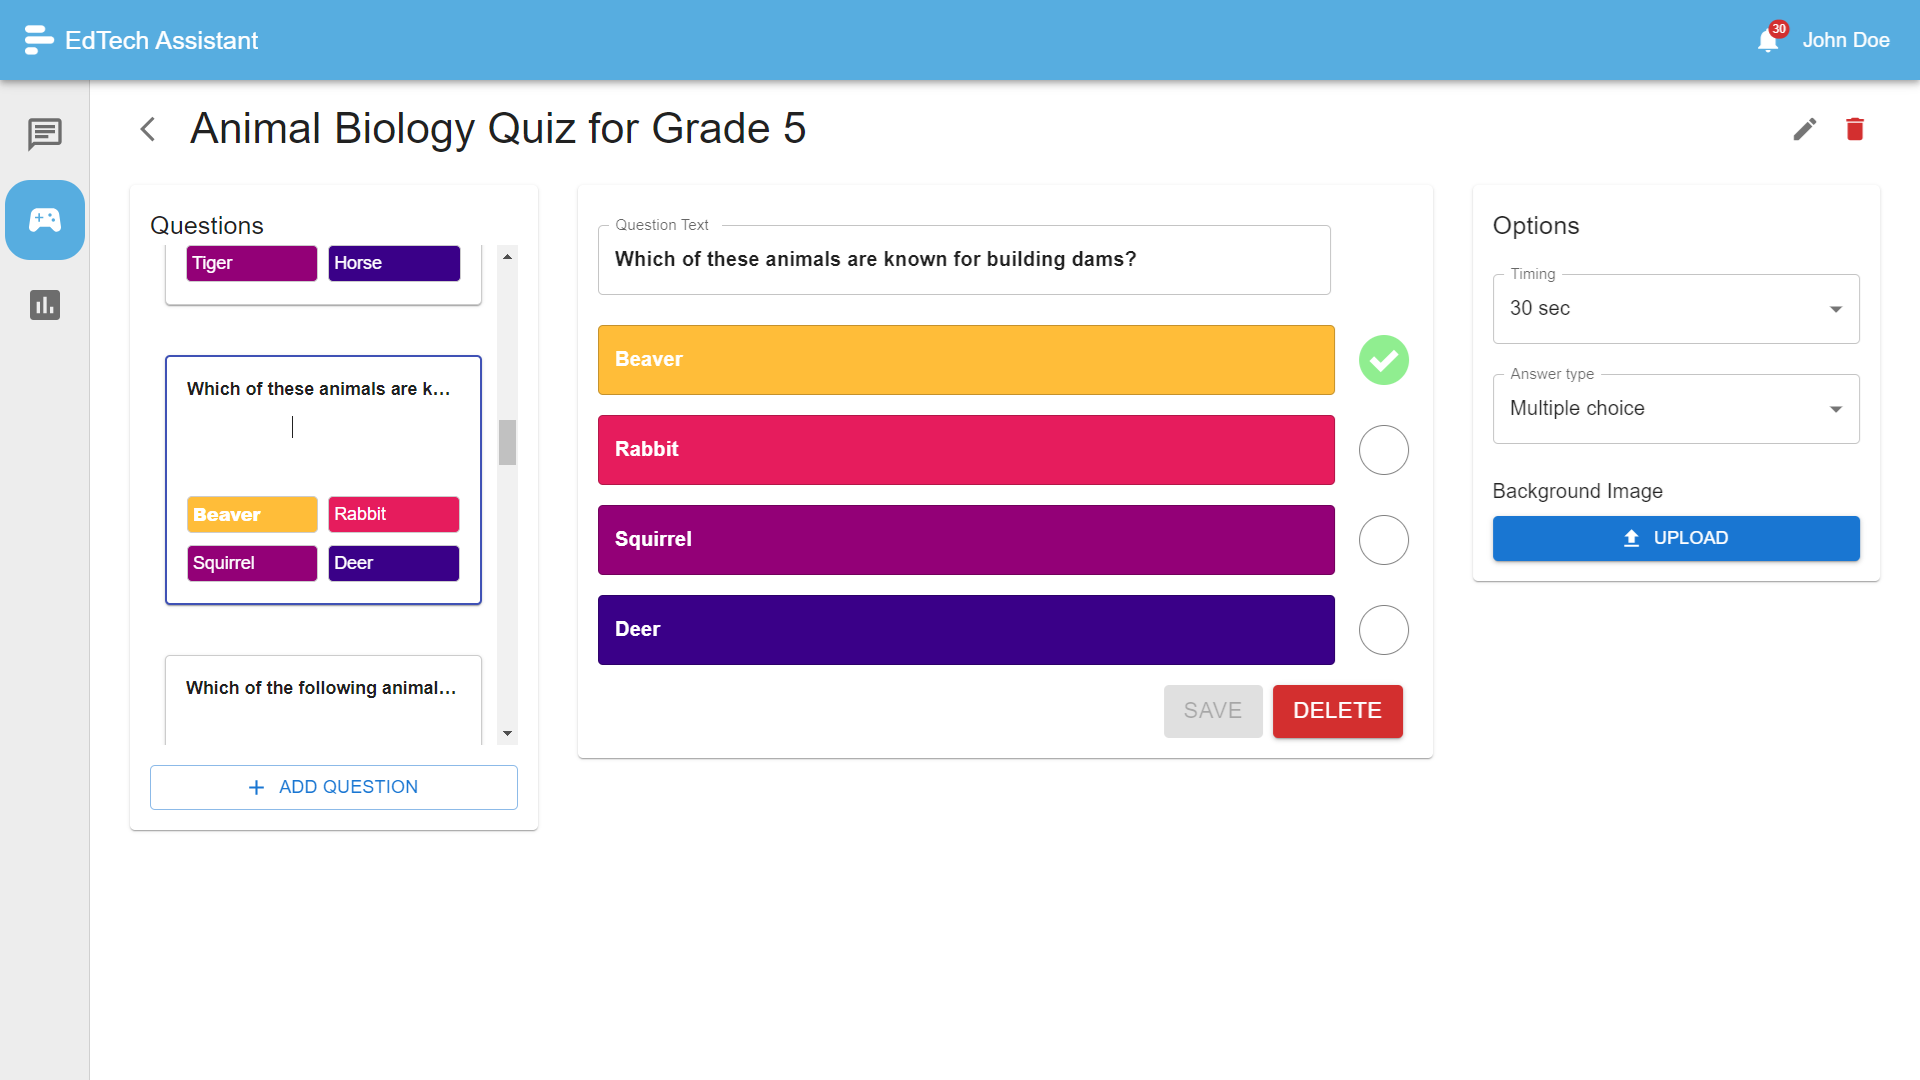 EdTech Assistant
30
John Doe
Animal Biology Quiz for Grade 5
Questions
Tiger
Horse
Which of these animals are k...
Beaver
Rabbit
Squirrel
Deer
Which of the following animal...
ADD QUESTION
Question Text
Which of these animals are known for building dams?
Beaver
Rabbit
Squirrel
Deer
SAVE
DELETE
Options
Timing
30 sec
Answer type
Multiple choice
Background Image
UPLOAD